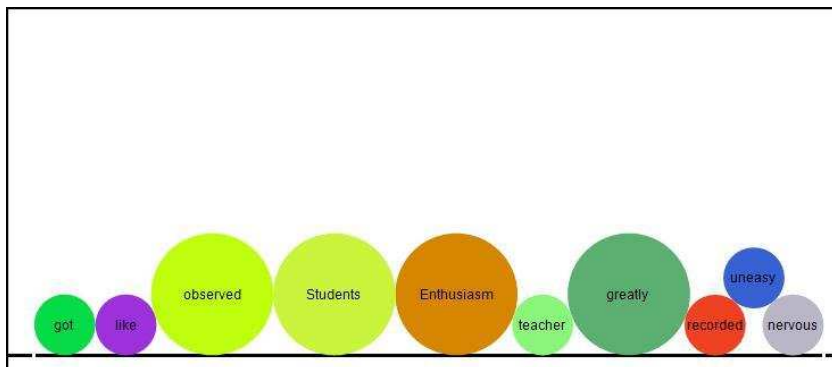 got
like
observed
Students
Enthusiasm
teacher
greatly
recorded
uneasy
nervous